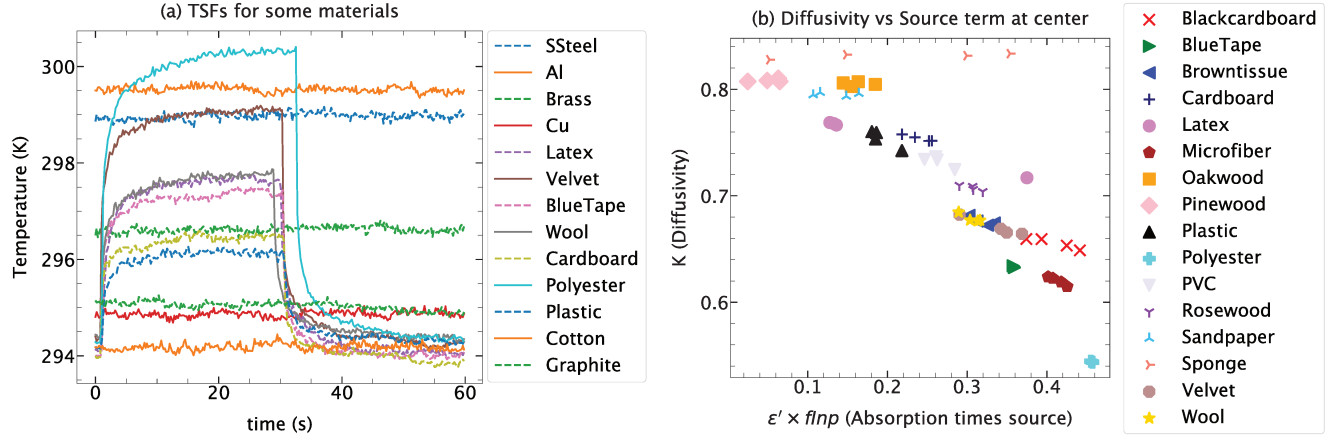 (a) TSFs for some materials
300
298
296
294
Temperature (K)
0
20
40
60
time (s)
SSteel
Al
Brass
Cu
Latex
Velvet
BlueTape
Wool
Cardboard
Polyester
Plastic
Cotton
Graphite
(b) Diffusivity vs Source term at center
0.8
0.7
0.6
K (Diffusivity)
0.1
0.2
0.3
0.4
ε′ × fInp (Absorption times source)
Blackcardboard
BlueTape
Browntissue
Cardboard
Latex
Microfiber
Oakwood
Pinewood
Plastic
Polyester
PVC
Rosewood
Sandpaper
Sponge
Velvet
Wool